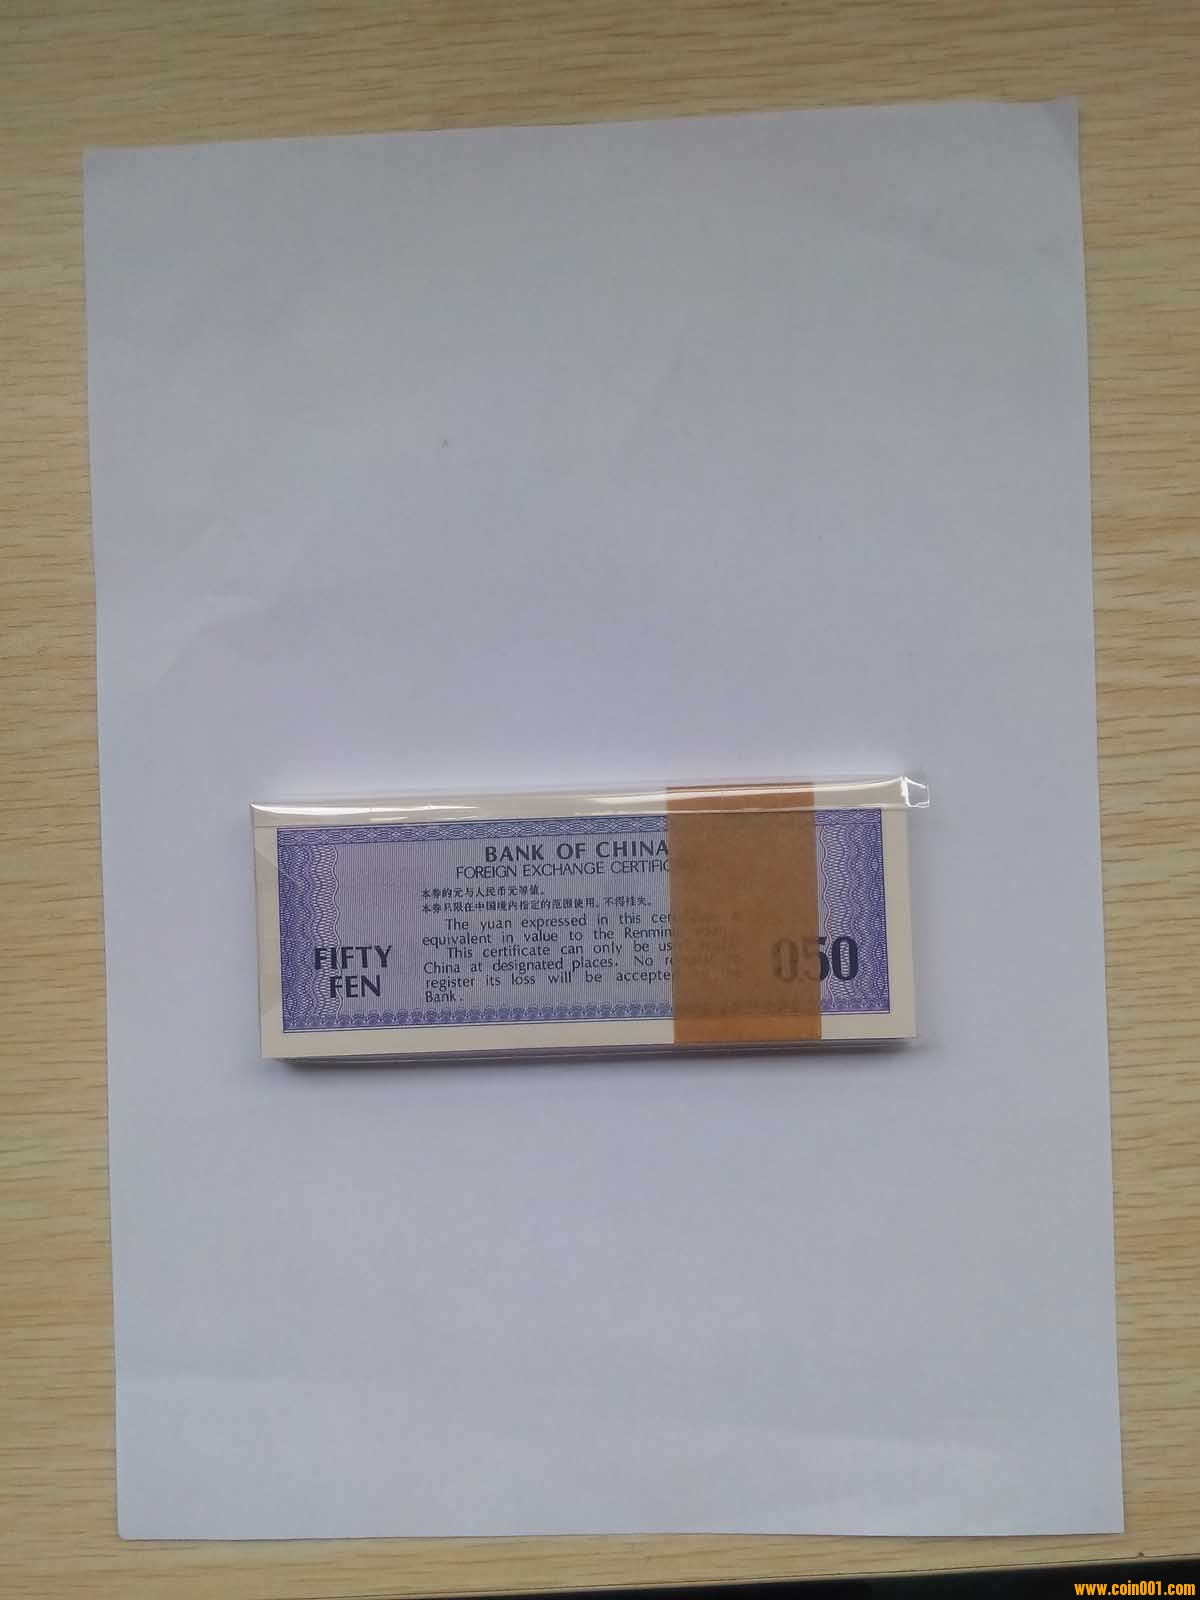 BANK OF CHINA
FOREIGN EXCHANGE CERTIFIC
本券的元与人民币元等值。
本券只限在中国境内指定的范围使用。不得挂失。
The yuan expressed in this cer
equivalent in value to the Renmin
This certificate can only be us
China at designated places. No r
register its loss will be accepte
Bank.
FIFTY
FEN
0.50
www.coin001.com